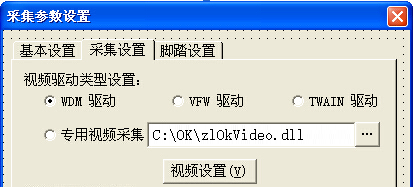 采集参数设置
基本设置 采集设置 脚踏设置
视频驱动类型设置:
WDM 驱动 VFW 驱动 TWAIN 驱动
专用视频采集 C:\OK\zlOkVideo.dll ...
视频设置(V)